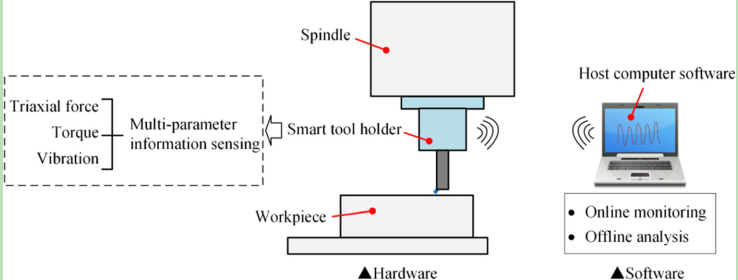 Spindle
Host computer software
Triaxial force
Torque
Vibration
Multi-parameter
information sensing
Smart tool holder
Workpiece
• Online monitoring
• Offline analysis
▲Hardware
▲Software